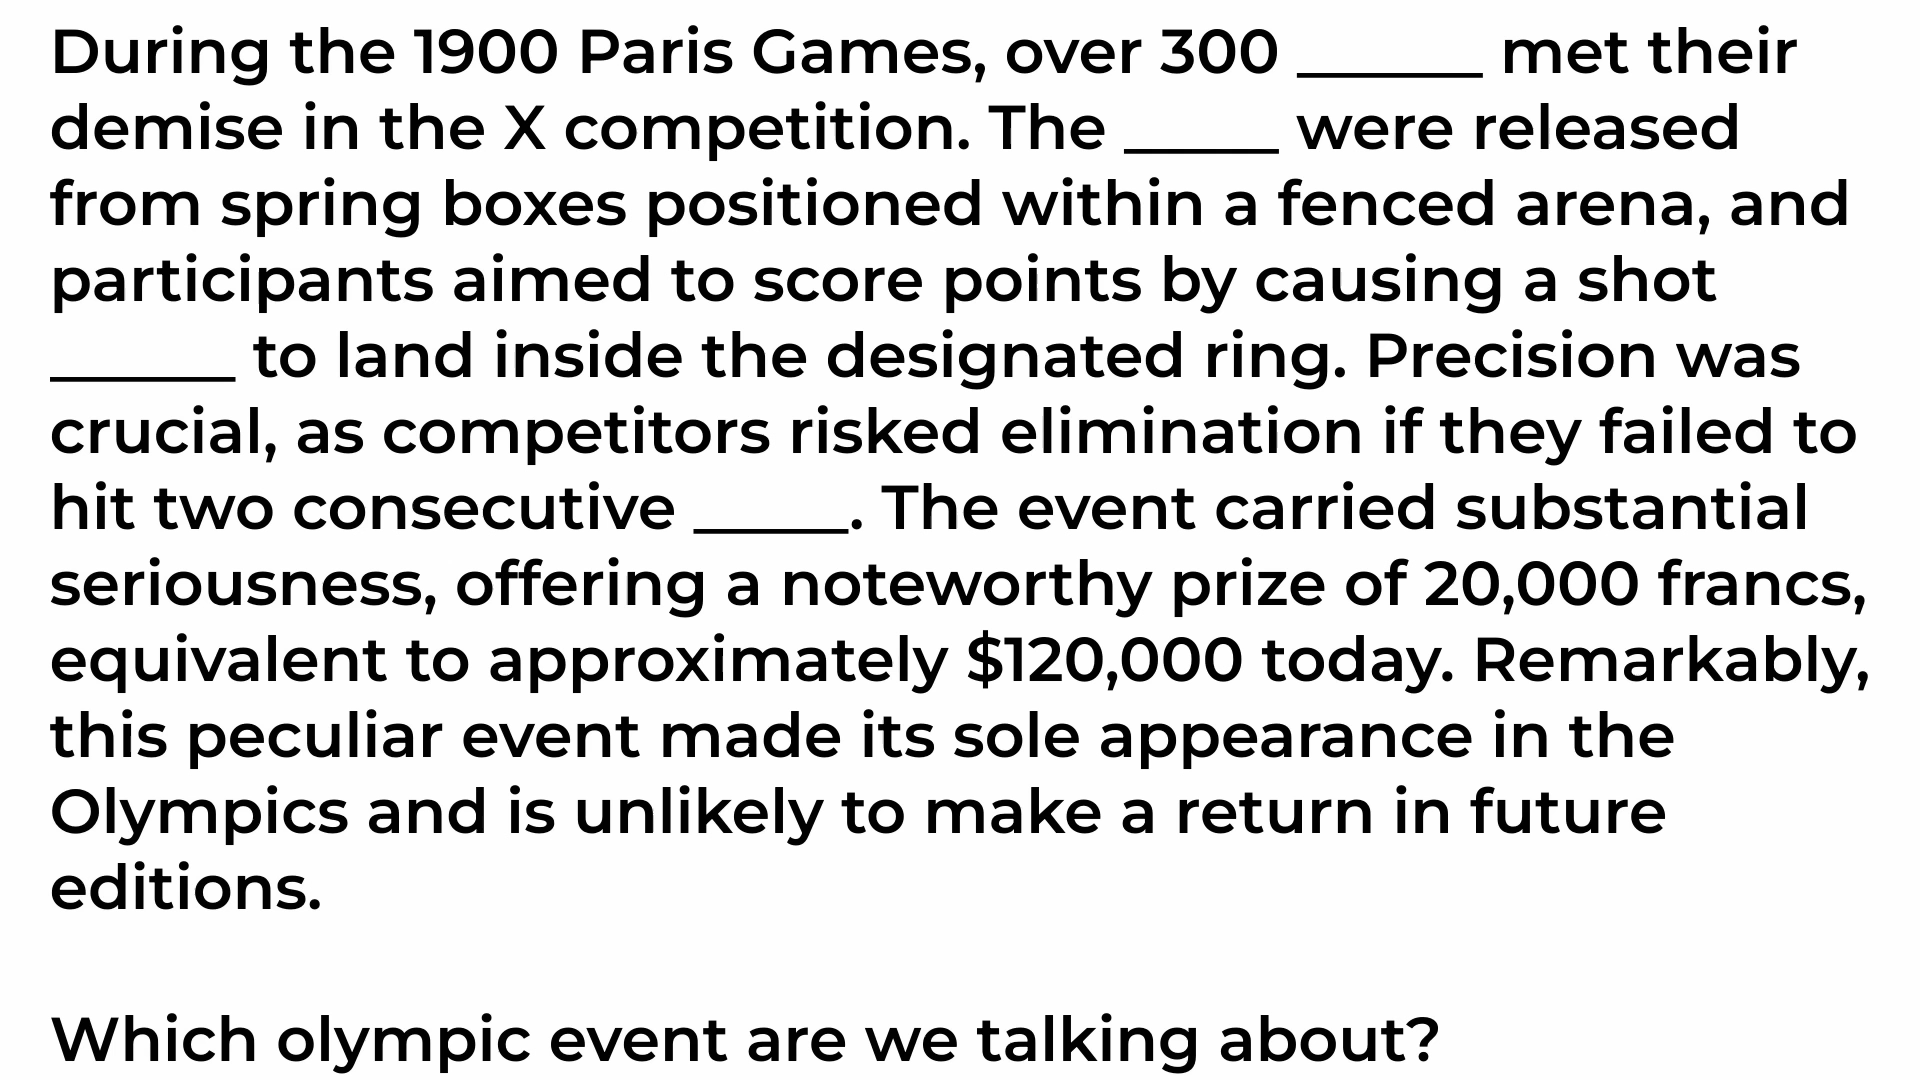 During the 1900 Paris Games, over 300 ______ met their
demise in the X competition. The _____ were released
from spring boxes positioned within a fenced arena, and
participants aimed to score points by causing a shot
______ to land inside the designated ring. Precision was
crucial, as competitors risked elimination if they failed to
hit two consecutive _____. The event carried substantial
seriousness, offering a noteworthy prize of 20,000 francs,
equivalent to approximately $120,000 today. Remarkably,
this peculiar event made its sole appearance in the
Olympics and is unlikely to make a return in future
editions.
Which olympic event are we talking about?